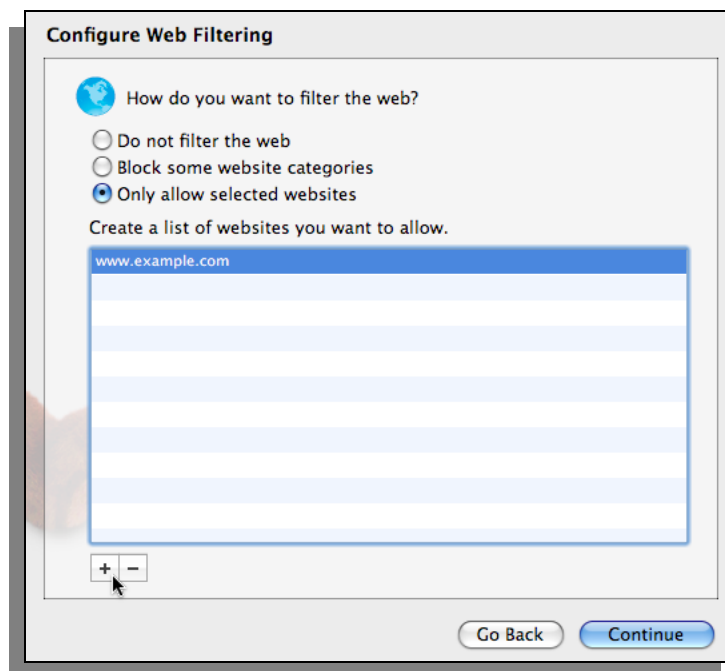 Configure Web Filtering
How do you want to filter the web?
Do not filter the web
Block some website categories
Only allow selected websites
Create a list of websites you want to allow.
www.example.com
+ −
Go Back Continue